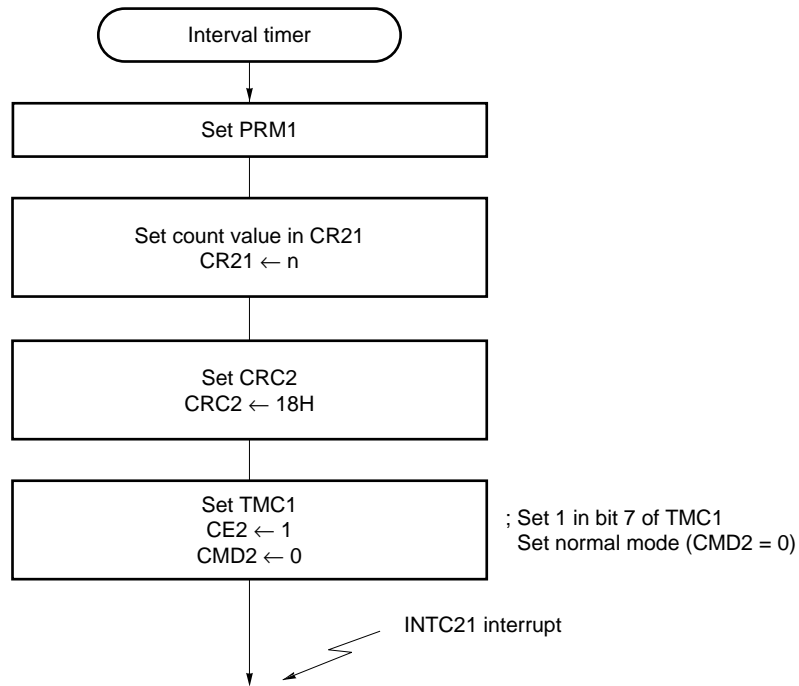 Interval timer
Set PRM1
Set count value in CR21
CR21 ← n
Set CRC2
CRC2 ← 18H
Set TMC1
CE2 ← 1
CMD2 ← 0
; Set 1 in bit 7 of TMC1
Set normal mode (CMD2 = 0)
INTC21 interrupt